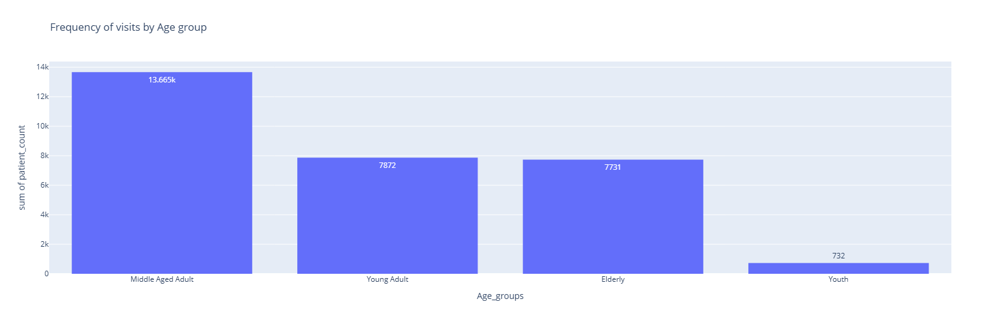 Frequency of visits by Age group
14k
12k
10k
8k
6k
4k
2k
0
sum of patient_count
13.665k
7872
7731
732
Middle Aged Adult
Young Adult
Elderly
Youth
Age_groups